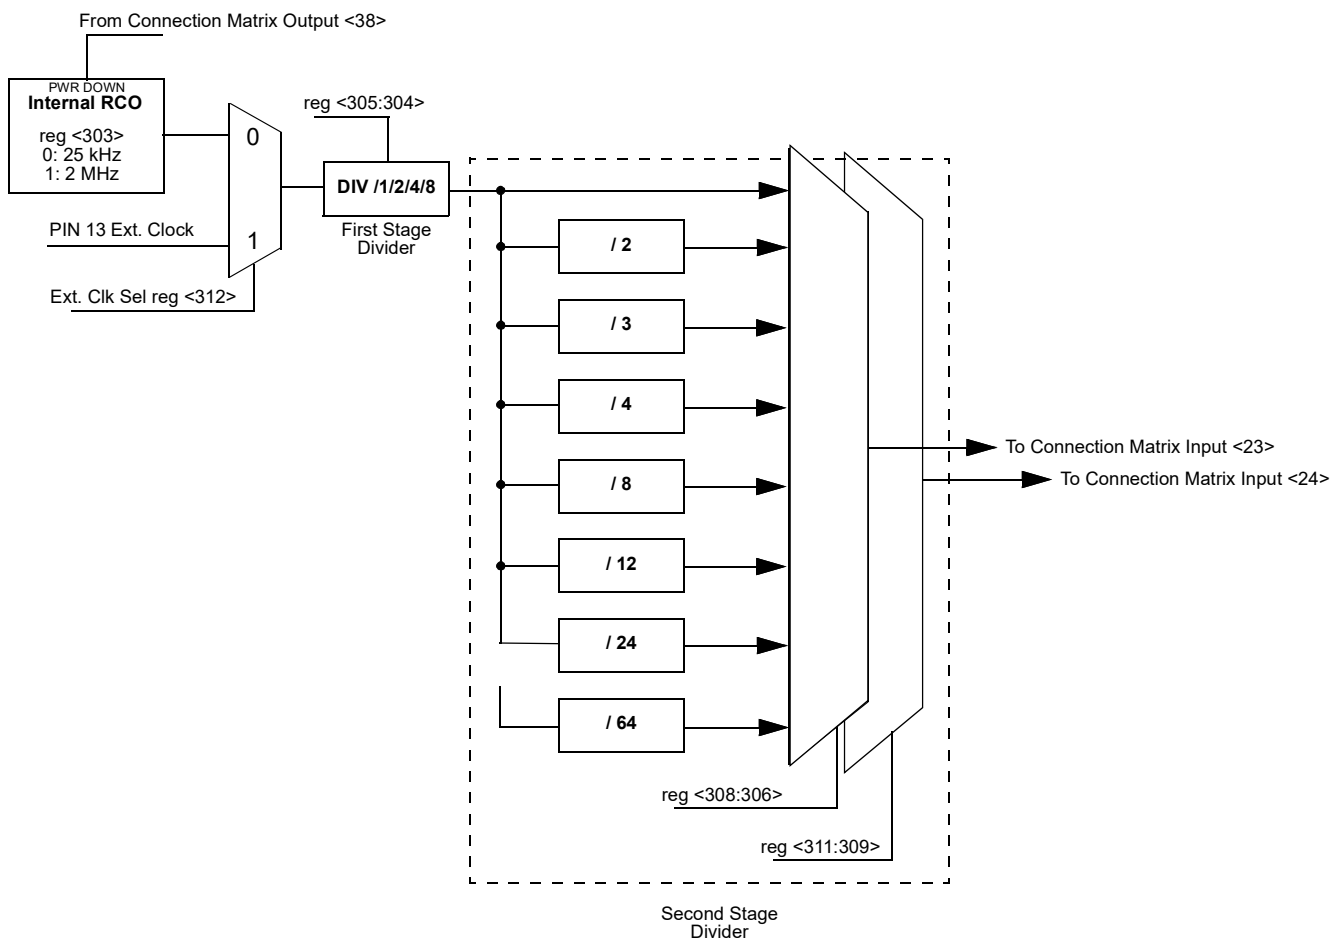 From Connection Matrix Output <38>
PWR DOWN
Internal RCO
reg <303>
0: 25 kHz
1: 2 MHz
0
reg <305:304>
DIV /1/2/4/8
First Stage
Divider
PIN 13 Ext. Clock
1
Ext. Clk Sel reg <312>
/ 2
/ 3
/ 4
/ 8
/ 12
/ 24
/ 64
To Connection Matrix Input <23>
To Connection Matrix Input <24>
reg <308:306>
reg <311:309>
Second Stage
Divider